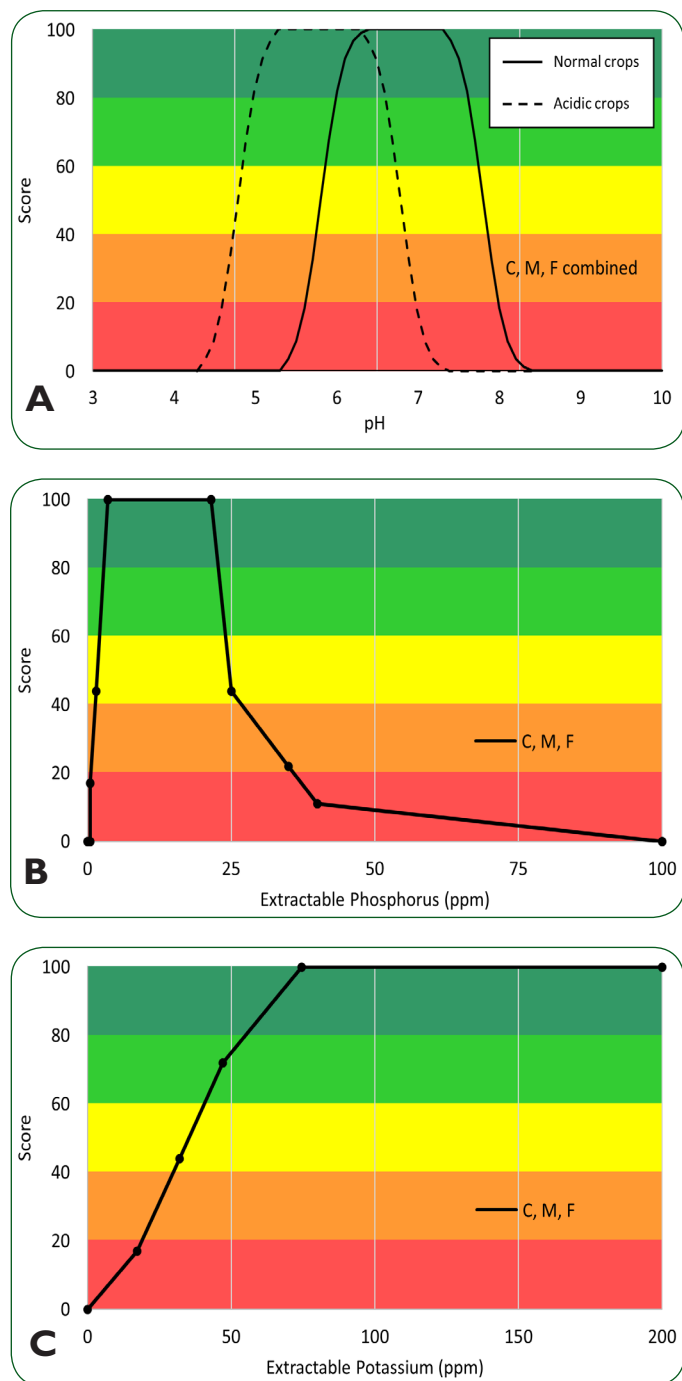 100
80
60
40
20
0
Score
Normal crops
Acidic crops
C, M, F combined
3 4 5 6 7 8 9 10
pH
A
100
80
60
40
20
0
Score
C, M, F
0 25 50 75 100
Extractable Phosphorus (ppm)
B
100
80
60
40
20
0
Score
C, M, F
0 50 100 150 200
Extractable Potassium (ppm)
C